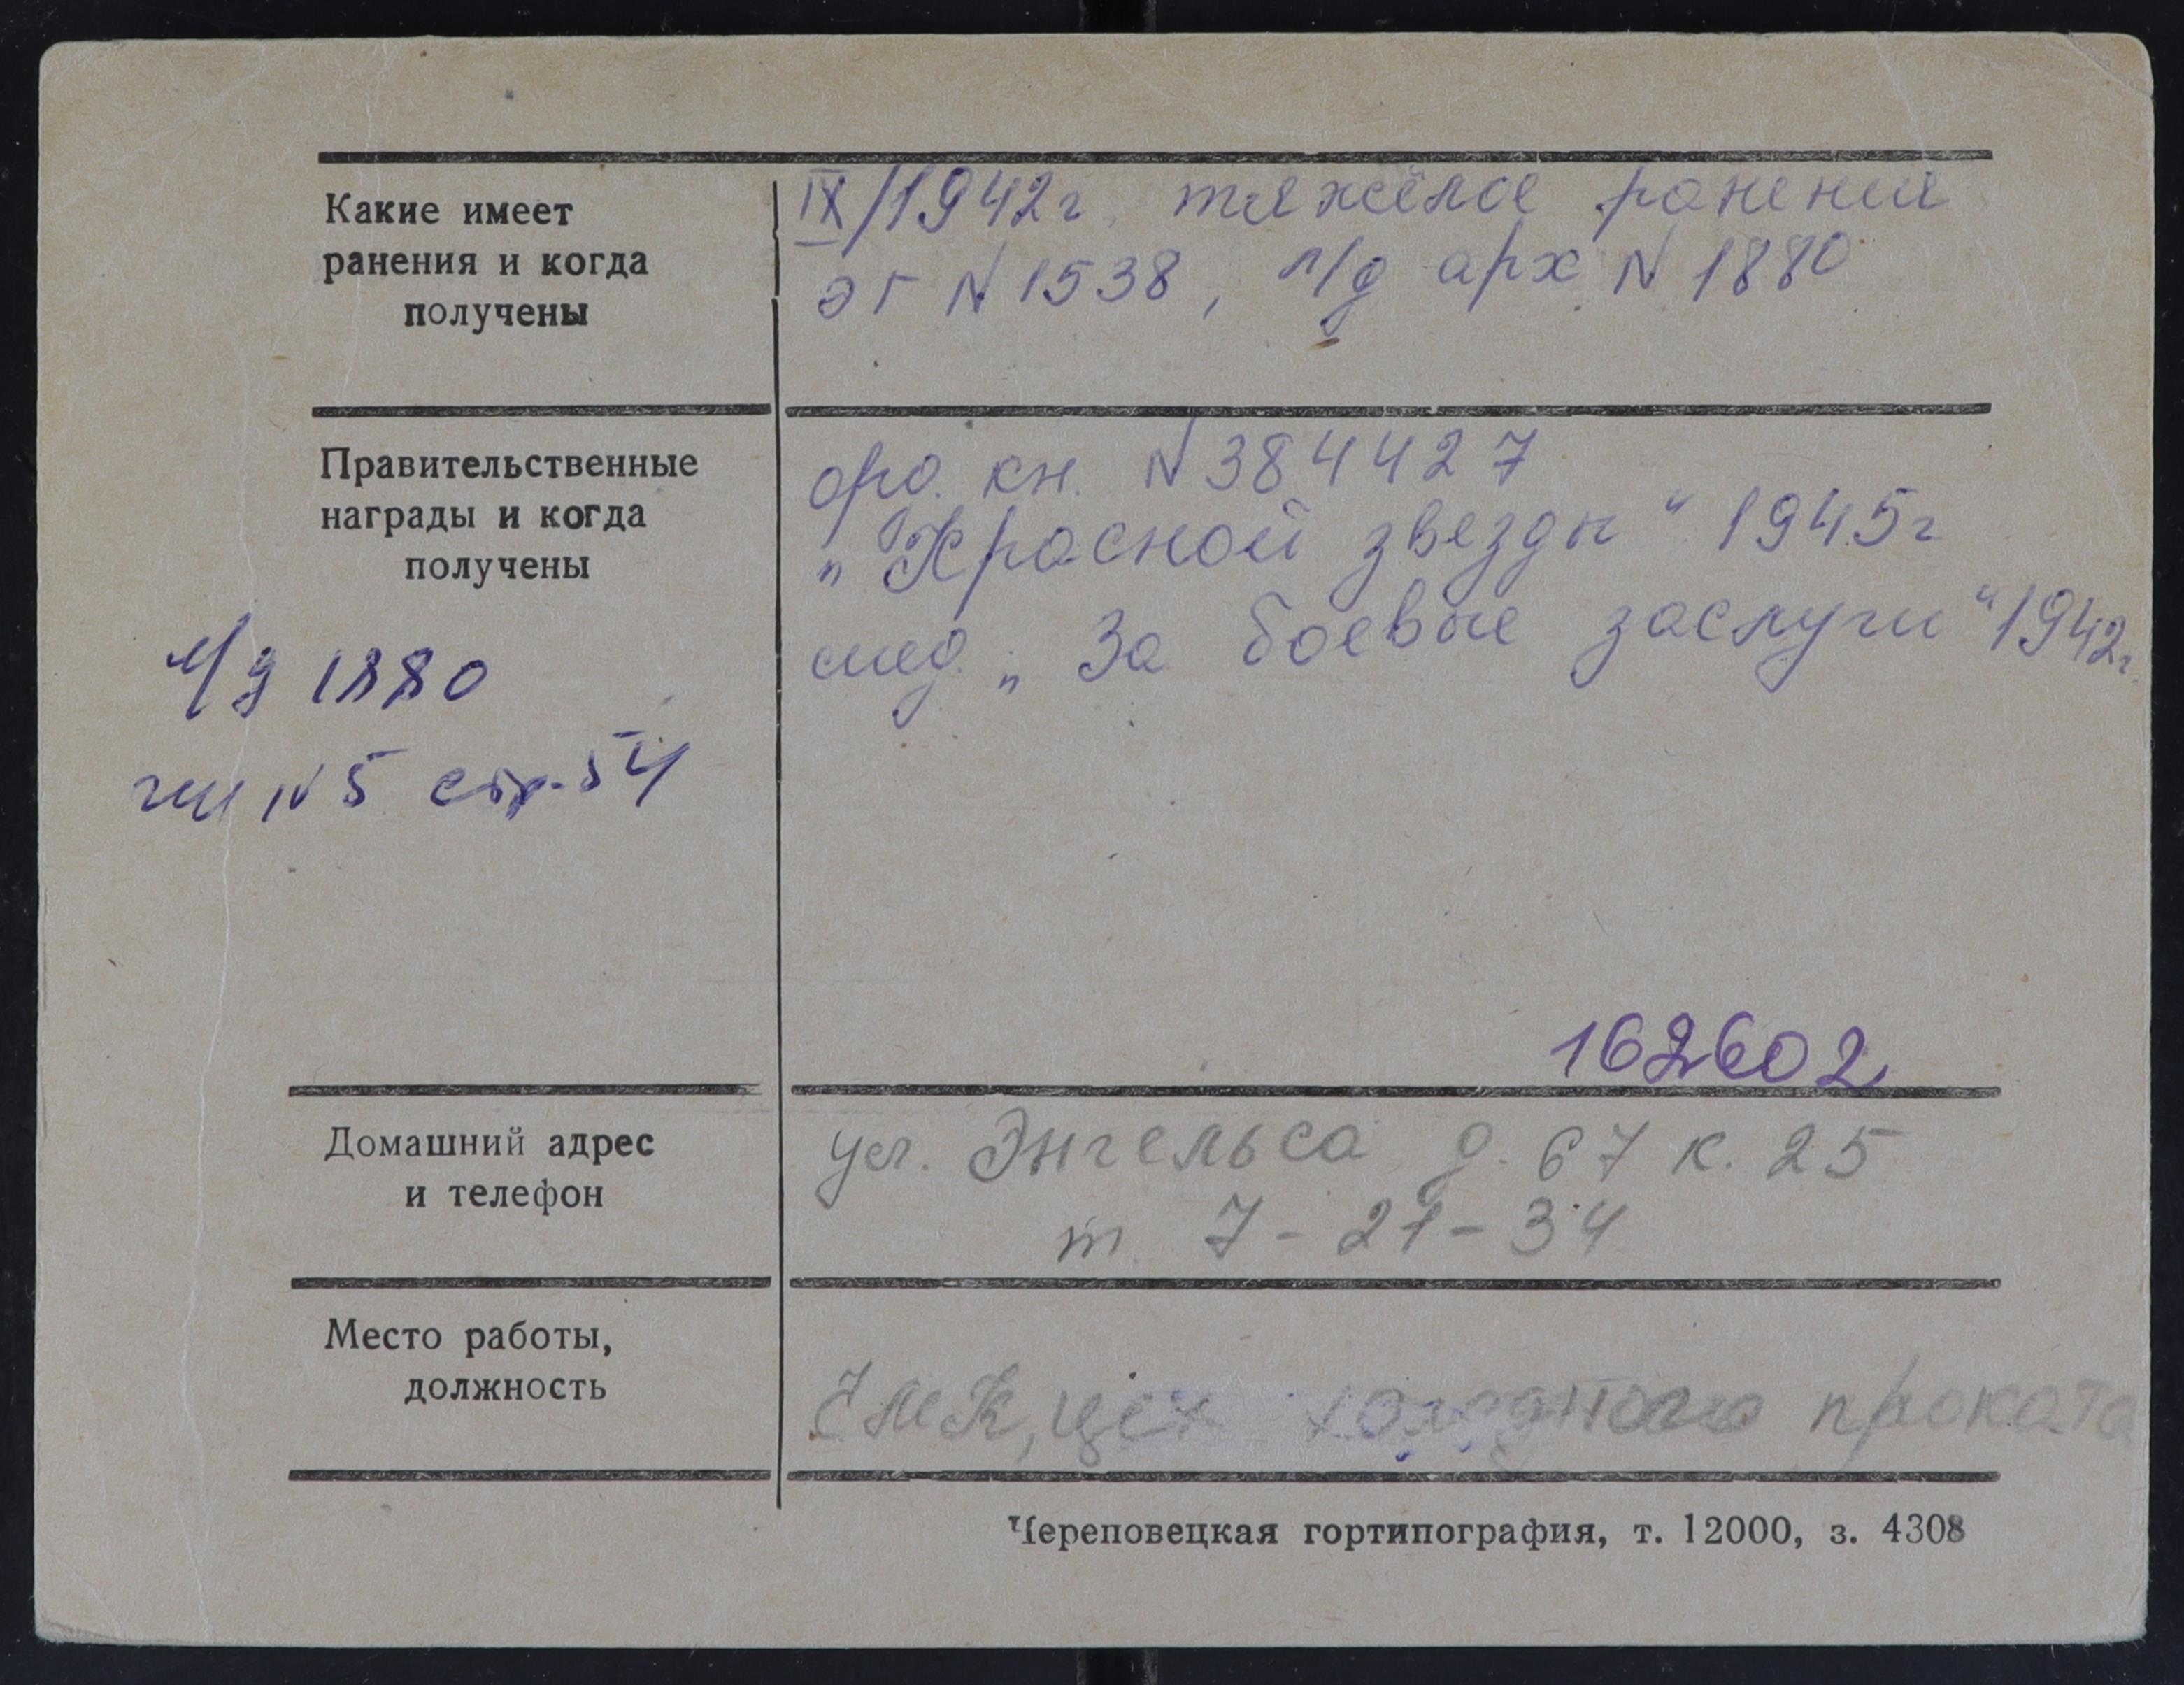 Какие имеет
ранения и когда
получены
IX/1942г. тяжёлое ранение
эг N 1538, л/д арх. N 1880
Правительственные
награды и когда
получены
орд. кн. N 384427
„Красной звезды“ 1945г
мед. „За боевые заслуги“ 1942г.
л/д 1880
N 5 стр. 54
162602
Домашний адрес
и телефон
ул. Энгельса д. 67 к. 25
т. 7-21-34
Место работы,
должность
ЧМК, цех холодного проката
Череповецкая гортипография, т. 12000, з. 4308